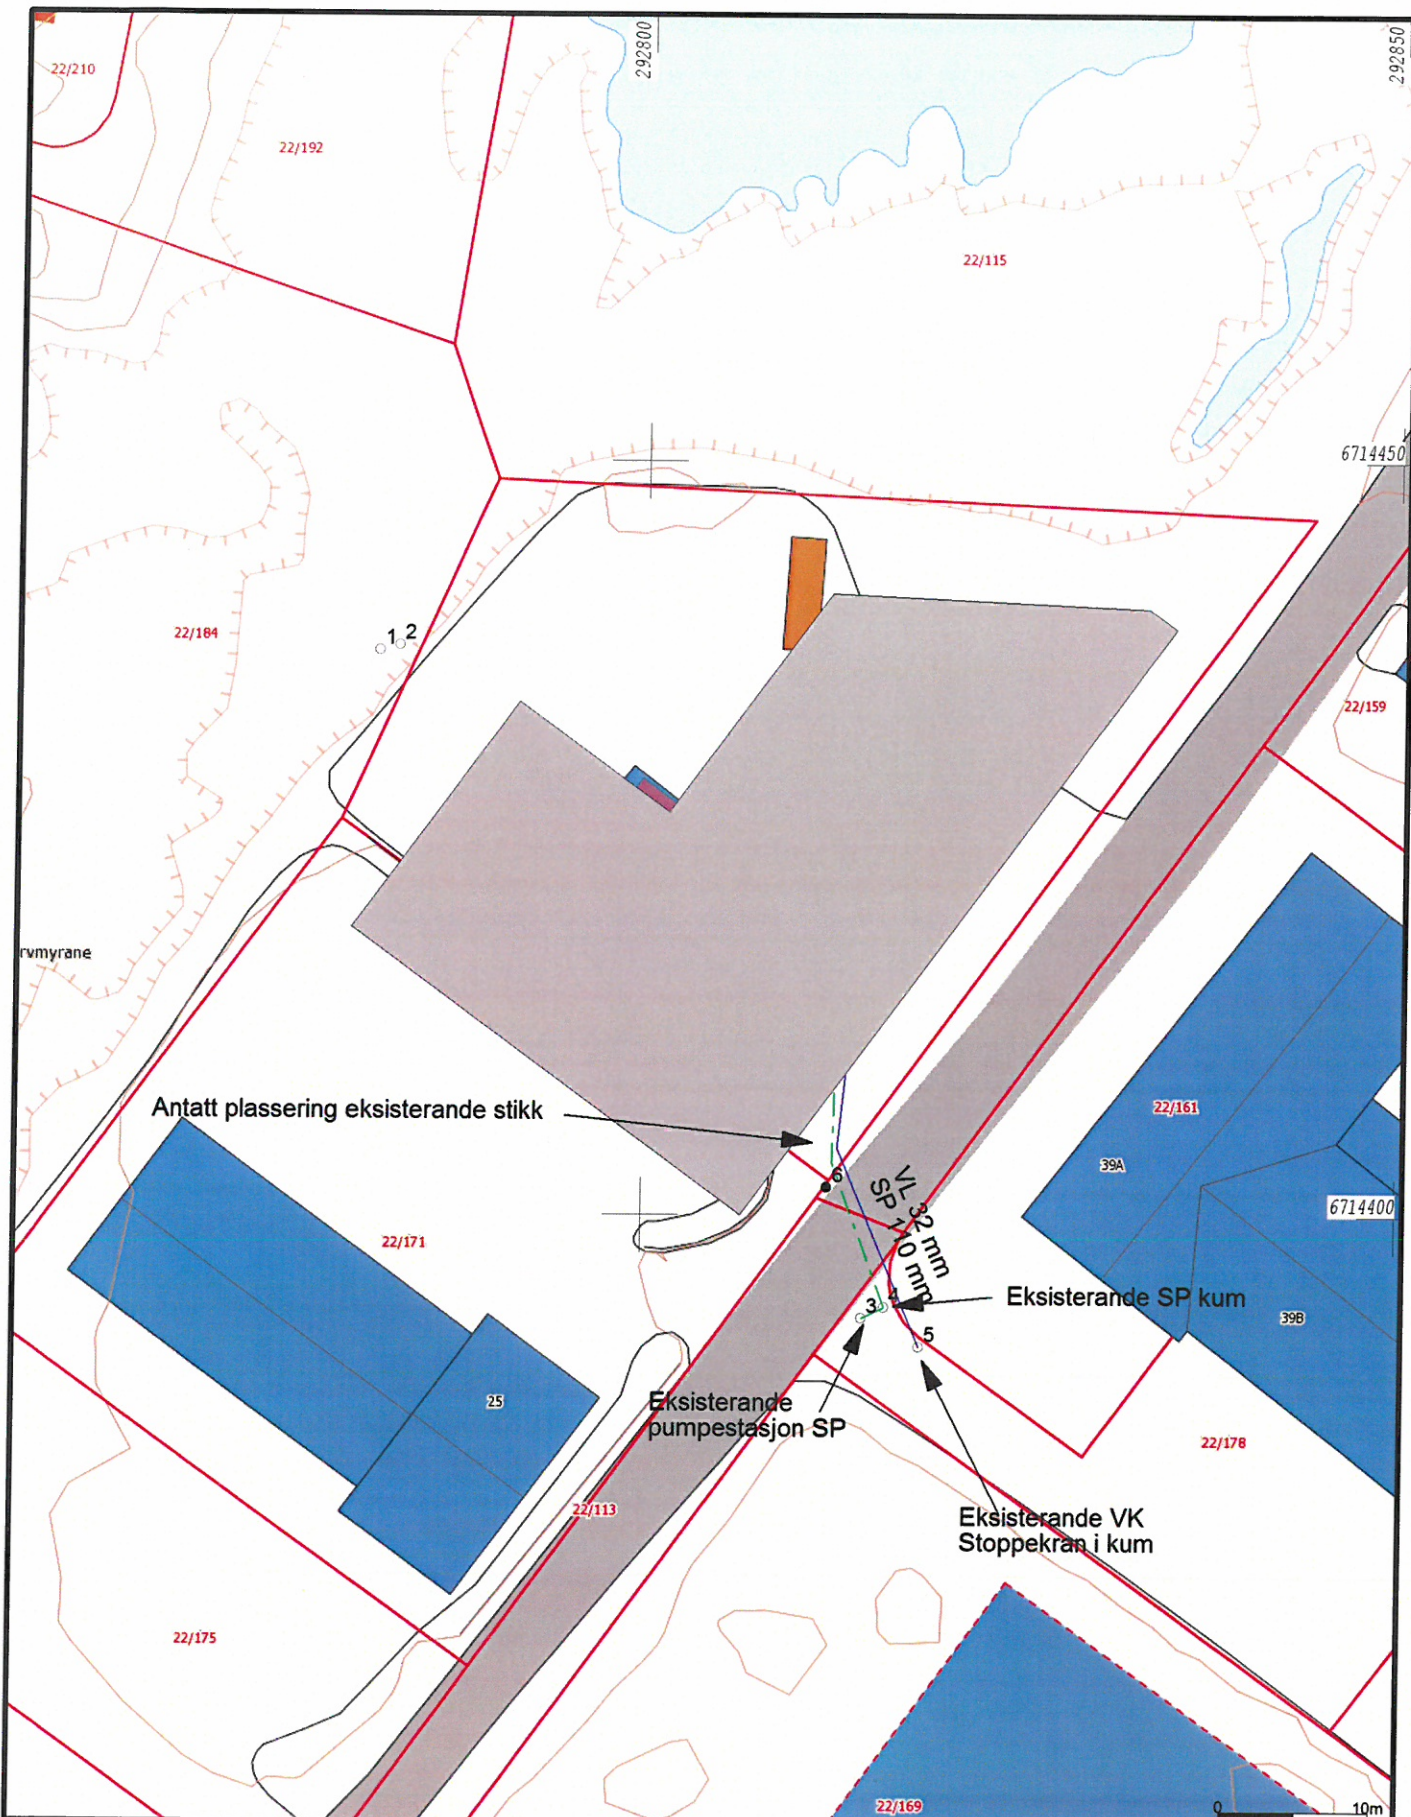 292800
292850
22/210
22/192
22/115
6714450
22/184
1
2
22/159
rvmyrane
Antatt plassering eksisterande stikk
22/161
39A
6
VL 32 mm
SP 110 mm
6714400
22/171
Eksisterande SP kum
3
4
39B
5
25
Eksisterande
pumpestasjon SP
22/178
22/113
Eksisterande VK
Stoppekran i kum
22/175
22/169
0
10m